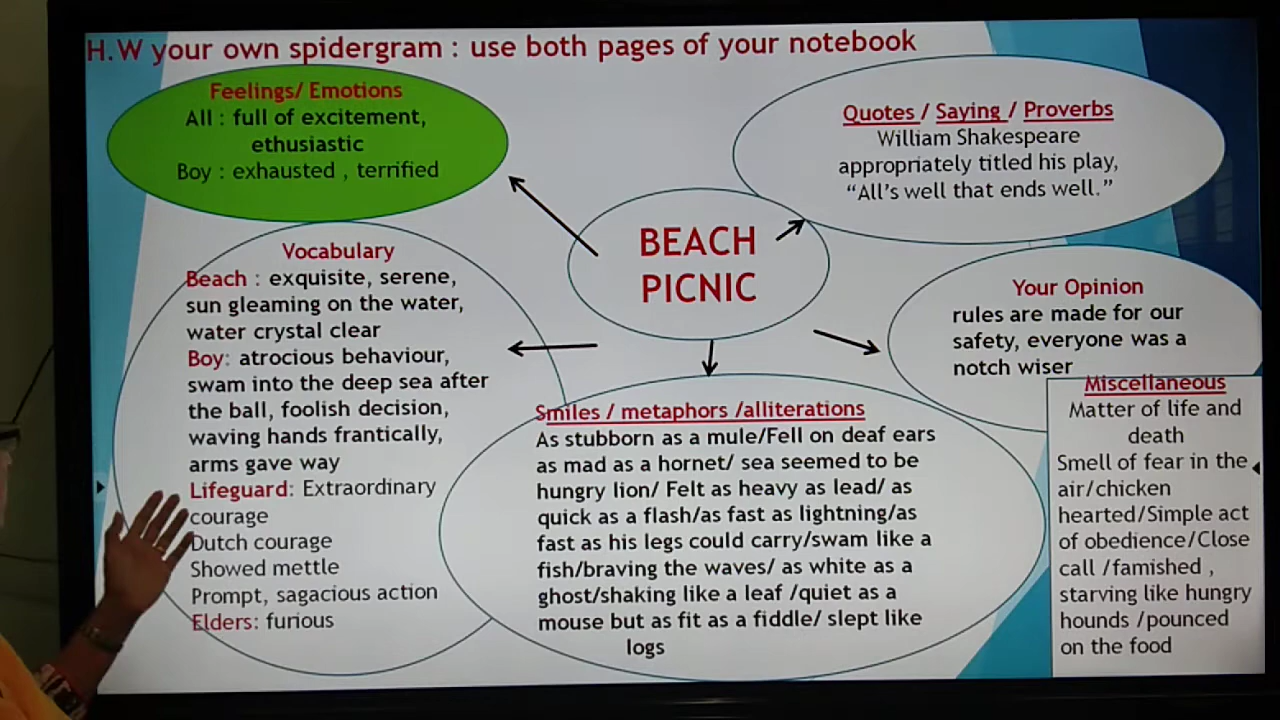 H.W your own spidergram : use both pages of your notebook
Feelings/ Emotions
All : full of excitement,
ethusiastic
Boy : exhausted , terrified
Quotes / Saying / Proverbs
William Shakespeare
appropriately titled his play,
“All’s well that ends well.”
BEACH
PICNIC
Vocabulary
Beach : exquisite, serene,
sun gleaming on the water,
water crystal clear
Boy: atrocious behaviour,
swam into the deep sea after
the ball, foolish decision,
waving hands frantically,
arms gave way
Lifeguard: Extraordinary
courage
Dutch courage
Showed mettle
Prompt, sagacious action
Elders: furious
Your Opinion
rules are made for our
safety, everyone was a
notch wiser
Smiles / metaphors /alliterations
As stubborn as a mule/Fell on deaf ears
as mad as a hornet/ sea seemed to be
hungry lion/ Felt as heavy as lead/ as
quick as a flash/as fast as lightning/as
fast as his legs could carry/swam like a
fish/braving the waves/ as white as a
ghost/shaking like a leaf /quiet as a
mouse but as fit as a fiddle/ slept like
logs
Miscellaneous
Matter of life and
death
Smell of fear in the
air/chicken
hearted/Simple act
of obedience/Close
call /famished ,
starving like hungry
hounds /pounced
on the food